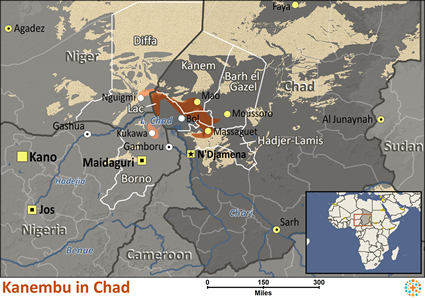 Faya
Agadez
Diffa
Niger
Kanem
Barh el
Gazel
Chad
Nguigmi
Mao
Lac
Moussoro
Bol
L. Chad
Al Junaynah
Gashua
Kukawa
Massaguet
Sudan
Gamboru
Hadjer-Lamis
Kano
Maidaguri
N'Djamena
Hadejia
Borno
Jos
Chari
Nigeria
Sarh
Benue
Cameroon
Kanembu in Chad
0 150 300
Miles